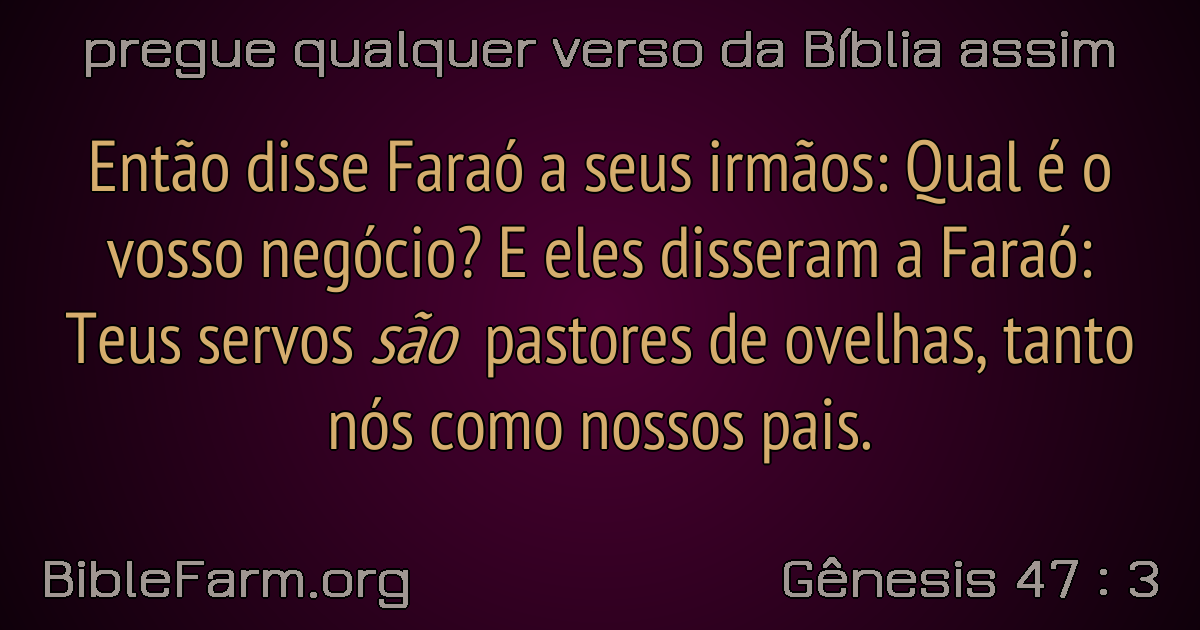 pregue qualquer verso da Bíblia assim
Então disse Faraó a seus irmãos: Qual é o
vosso negócio? E eles disseram a Faraó:
Teus servos são pastores de ovelhas, tanto
nós como nossos pais.
BibleFarm.org
Gênesis 47 : 3